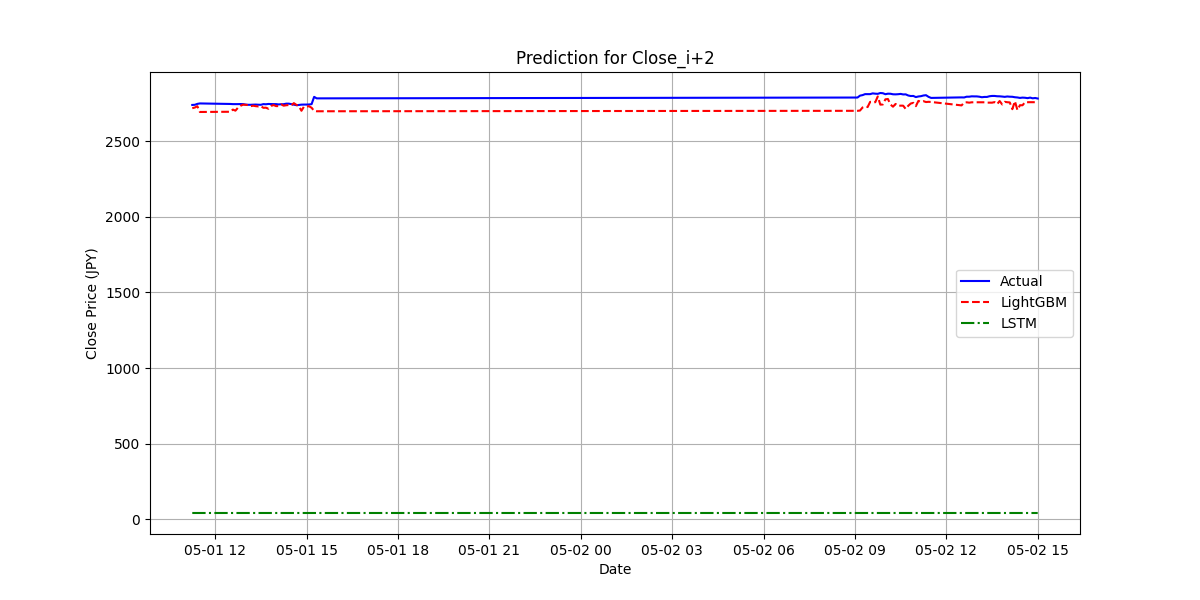 Prediction for Close_i+2
Close Price (JPY)
2500
2000
1500
1000
500
0
Actual
LightGBM
LSTM
05-01 12
05-01 15
05-01 18
05-01 21
05-02 00
05-02 03
05-02 06
05-02 09
05-02 12
05-02 15
Date